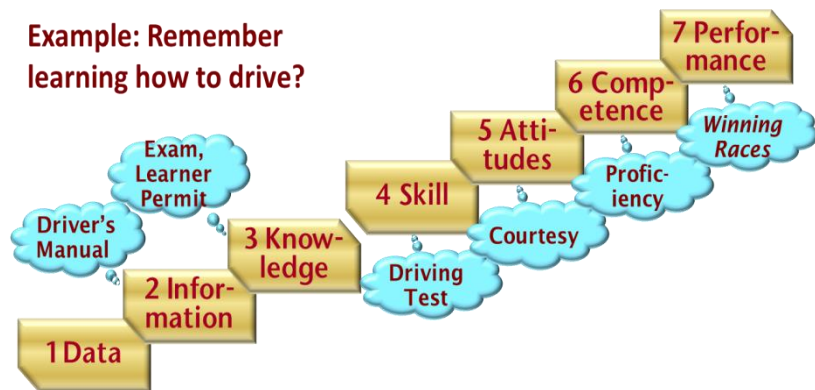 Example: Remember
learning how to drive?
1 Data
Driver's
Manual
2 Infor-
mation
Exam,
Learner
Permit
3 Know-
ledge
4 Skill
Driving
Test
5 Atti-
tudes
Courtesy
6 Comp-
etence
Profic-
iency
7 Perfor-
mance
Winning
Races